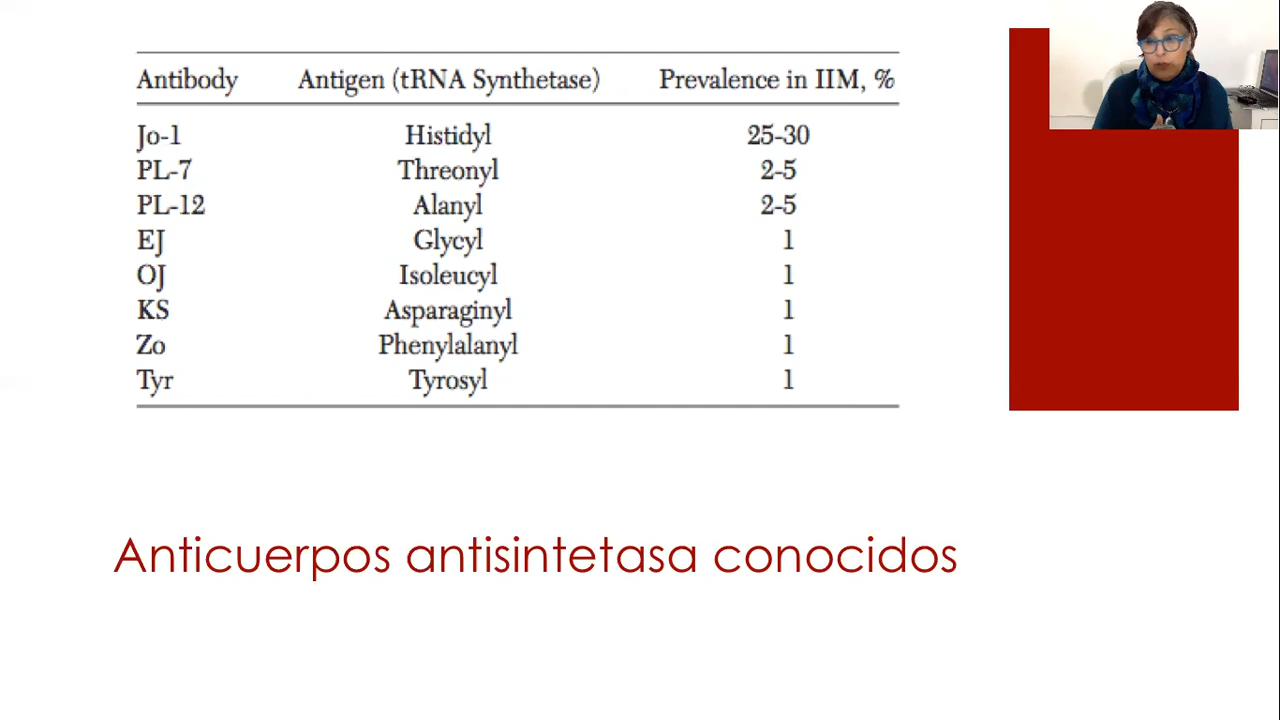 Antibody Antigen (tRNA Synthetase) Prevalence in IIM, %
Jo-1 Histidyl 25-30
PL-7 Threonyl 2-5
PL-12 Alanyl 2-5
EJ Glycyl 1
OJ Isoleucyl 1
KS Asparaginyl 1
Zo Phenylalanyl 1
Tyr Tyrosyl 1
Anticuerpos antisintetasa conocidos